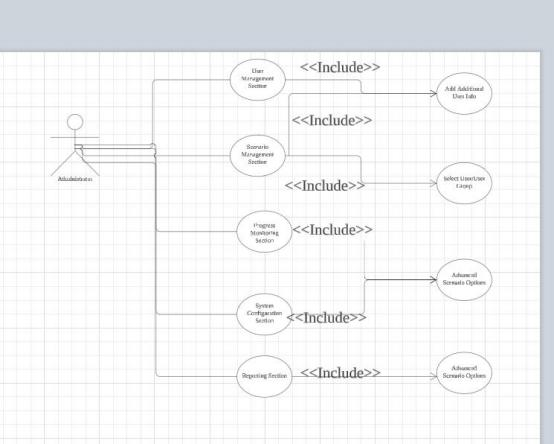 User
Management
Section
<<Include>>
Add Additional
User Info
<<Include>>
Scenario
Management
Section
Administrator
<<Include>>
Select User/User
Group
Progress
Monitoring
Section
<<Include>>
Advanced
Scenario Options
System
Configuration
Section
<<Include>>
Reporting Section
<<Include>>
Advanced
Scenario Options